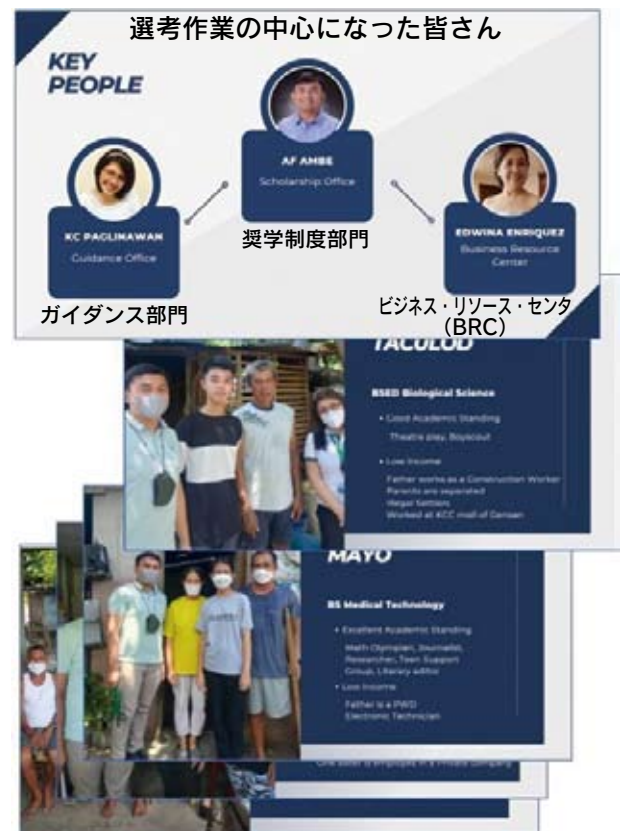 選考作業の中心になった皆さん
KEY
PEOPLE
AF AMBE
Scholarship Office
奨学制度部門
KC PAGLINAWAN
Guidance Office
ガイダンス部門
EDWINA ENRIQUEZ
Business Resource
Center
ビジネス・リソース・センタ
(BRC)
TACULOD
BSED Biological Science
• Good Academic Standing
Theatre play, Boyscout
• Low Income
Father works as a Construction Worker
Parents are separated
Illegal Settlers
Worked at KCC mall of Gensan
MAYO
BS Medical Technology
• Excellent Academic Standing
Math Olympian, Journalist,
Researcher, Teen Support
Group, Literary editor
• Low Income
Father is a PWD
Electronic Technician
One sister is employed in a Private Company